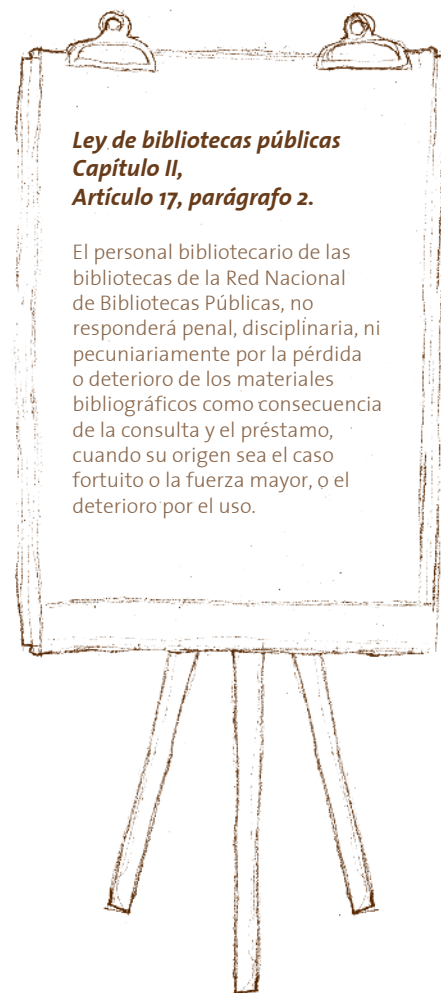 Ley de bibliotecas públicas
Capítulo II,
Artículo 17, parágrafo 2.
El personal bibliotecario de las
bibliotecas de la Red Nacional
de Bibliotecas Públicas, no
responderá penal, disciplinaria, ni
pecuniariamente por la pérdida
o deterioro de los materiales
bibliográficos como consecuencia
de la consulta y el préstamo,
cuando su origen sea el caso
fortuito o la fuerza mayor, o el
deterioro por el uso.